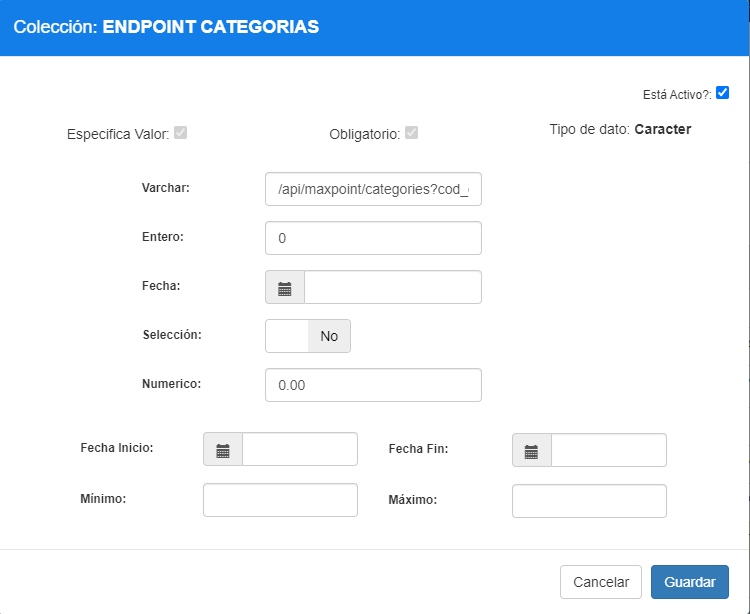 Colección: ENDPOINT CATEGORIAS
Está Activo?:
Especifica Valor:
Obligatorio:
Tipo de dato: Caracter
Varchar: /api/maxpoint/categories?cod_
Entero: 0
Fecha:
Selección: No
Numerico: 0.00
Fecha Inicio:
Fecha Fin:
Mínimo:
Máximo:
Cancelar Guardar